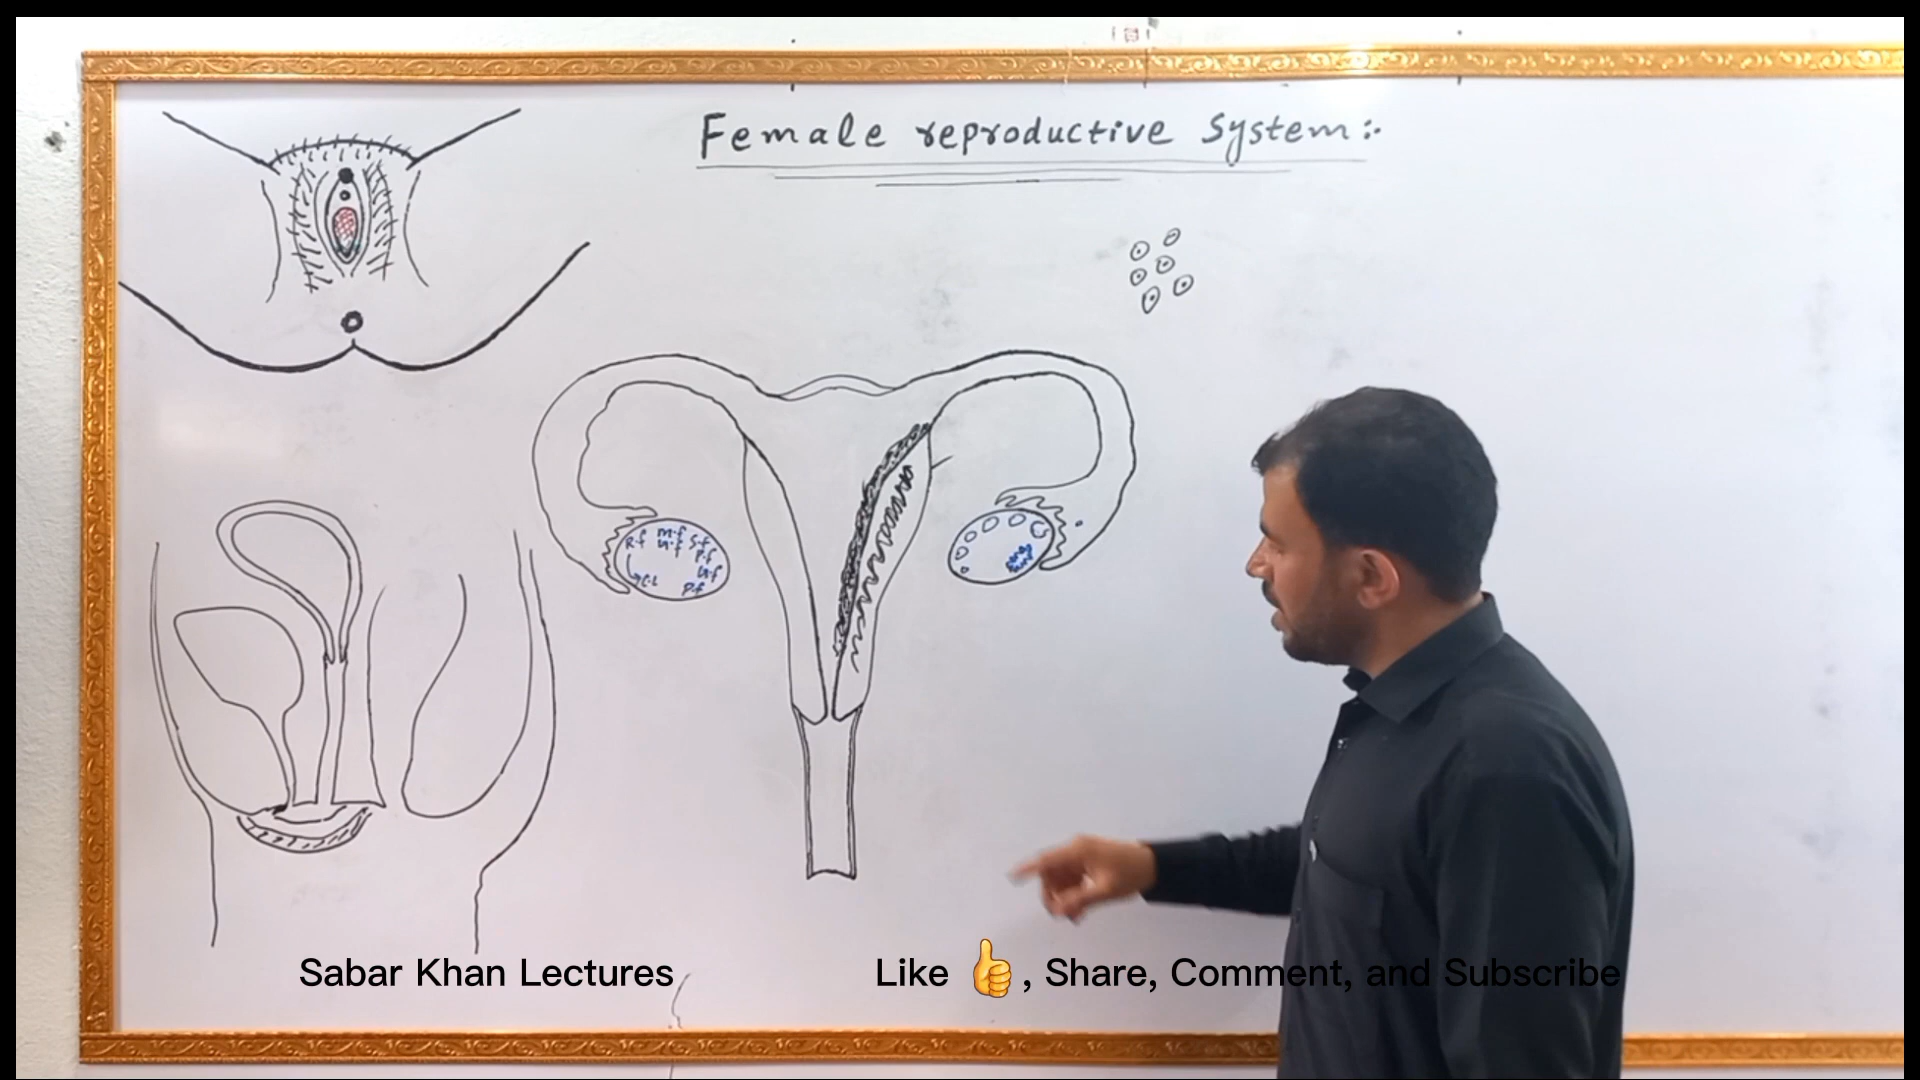 Female reproductive System:-
R.f
m.f
u.f
S.f
P.f
u.f
P.f
C.L
Sabar Khan Lectures
Like 👍, Share, Comment, and Subscribe